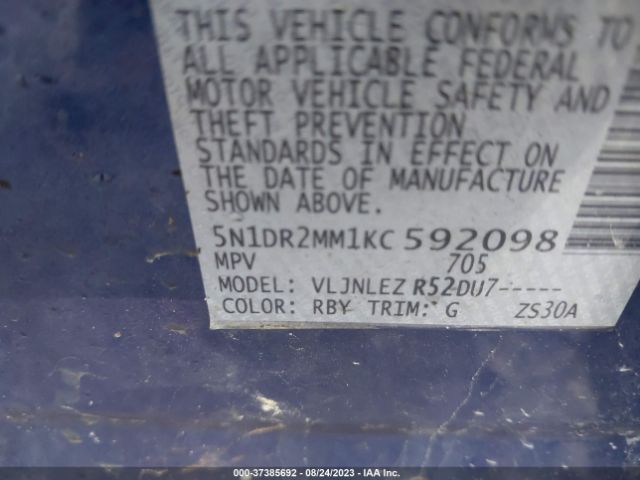 THIS VEHICLE CONFORMS TO
ALL APPLICABLE FEDERAL
MOTOR VEHICLE SAFETY AND
THEFT PREVENTION
STANDARDS IN EFFECT ON
THE DATE OF MANUFACTURE
SHOWN ABOVE.
5N1DR2MM1KC 592098
MPV 705
MODEL: VLJNLEZ R52DU7-----
COLOR: RBY TRIM: G ZS30A
000-37385692 - 08/24/2023 - IAA Inc.